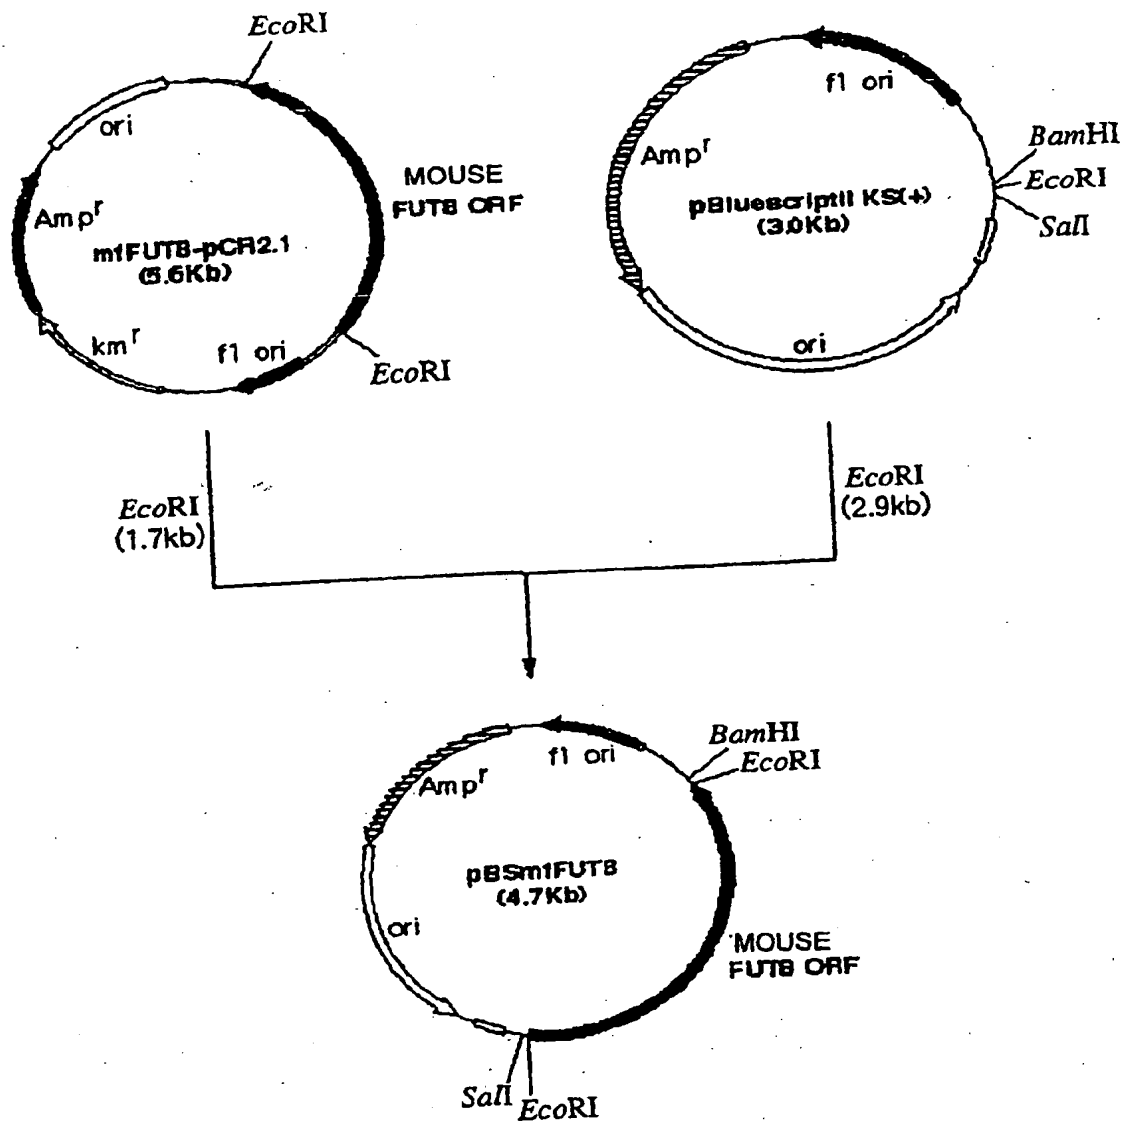 EcoRI
ori
Ampʳ
mfFUT8-pCR2.1
(5.6Kb)
kmʳ
f1 ori
EcoRI
MOUSE
FUT8 ORF
f1 ori
Ampʳ
pBluescriptII KS(+)
(3.0Kb)
BamHI
EcoRI
SalI
ori
EcoRI
(1.7kb)
EcoRI
(2.9kb)
f1 ori
BamHI
EcoRI
Ampʳ
pBSmfFUT8
(4.7Kb)
ori
MOUSE
FUT8 ORF
SalI
EcoRI